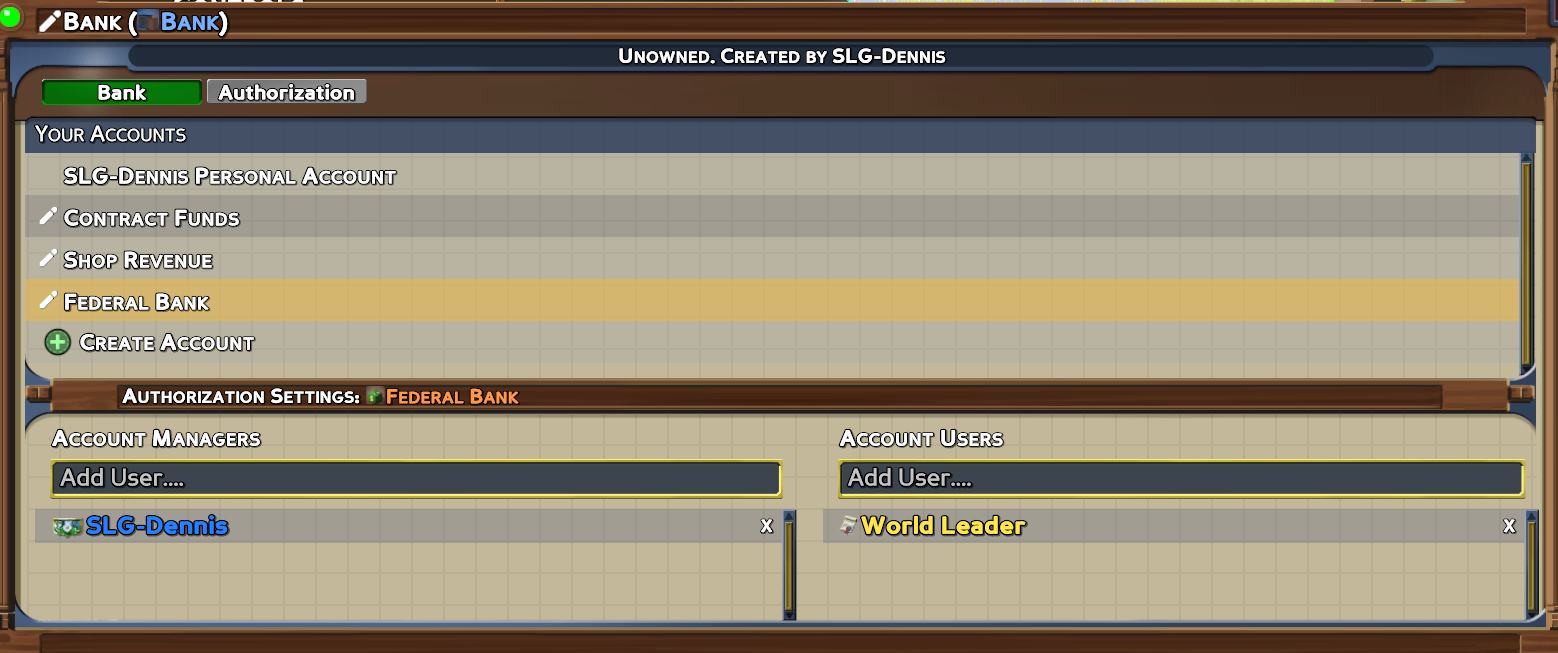 Bank (Bank)
Unowned. Created by SLG-Dennis
Bank Authorization
Your Accounts
SLG-Dennis Personal Account
Contract Funds
Shop Revenue
Federal Bank
Create Account
Authorization Settings: Federal Bank
Account Managers Account Users
Add User.... Add User....
SLG-Dennis X World Leader X